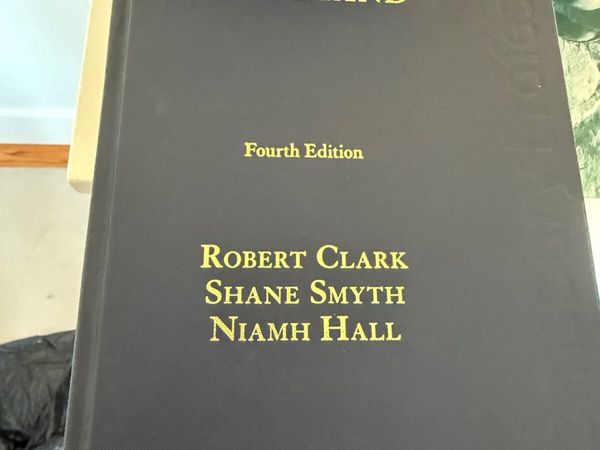 Fourth Edition
ROBERT CLARK
SHANE SMYTH
NIAMH HALL